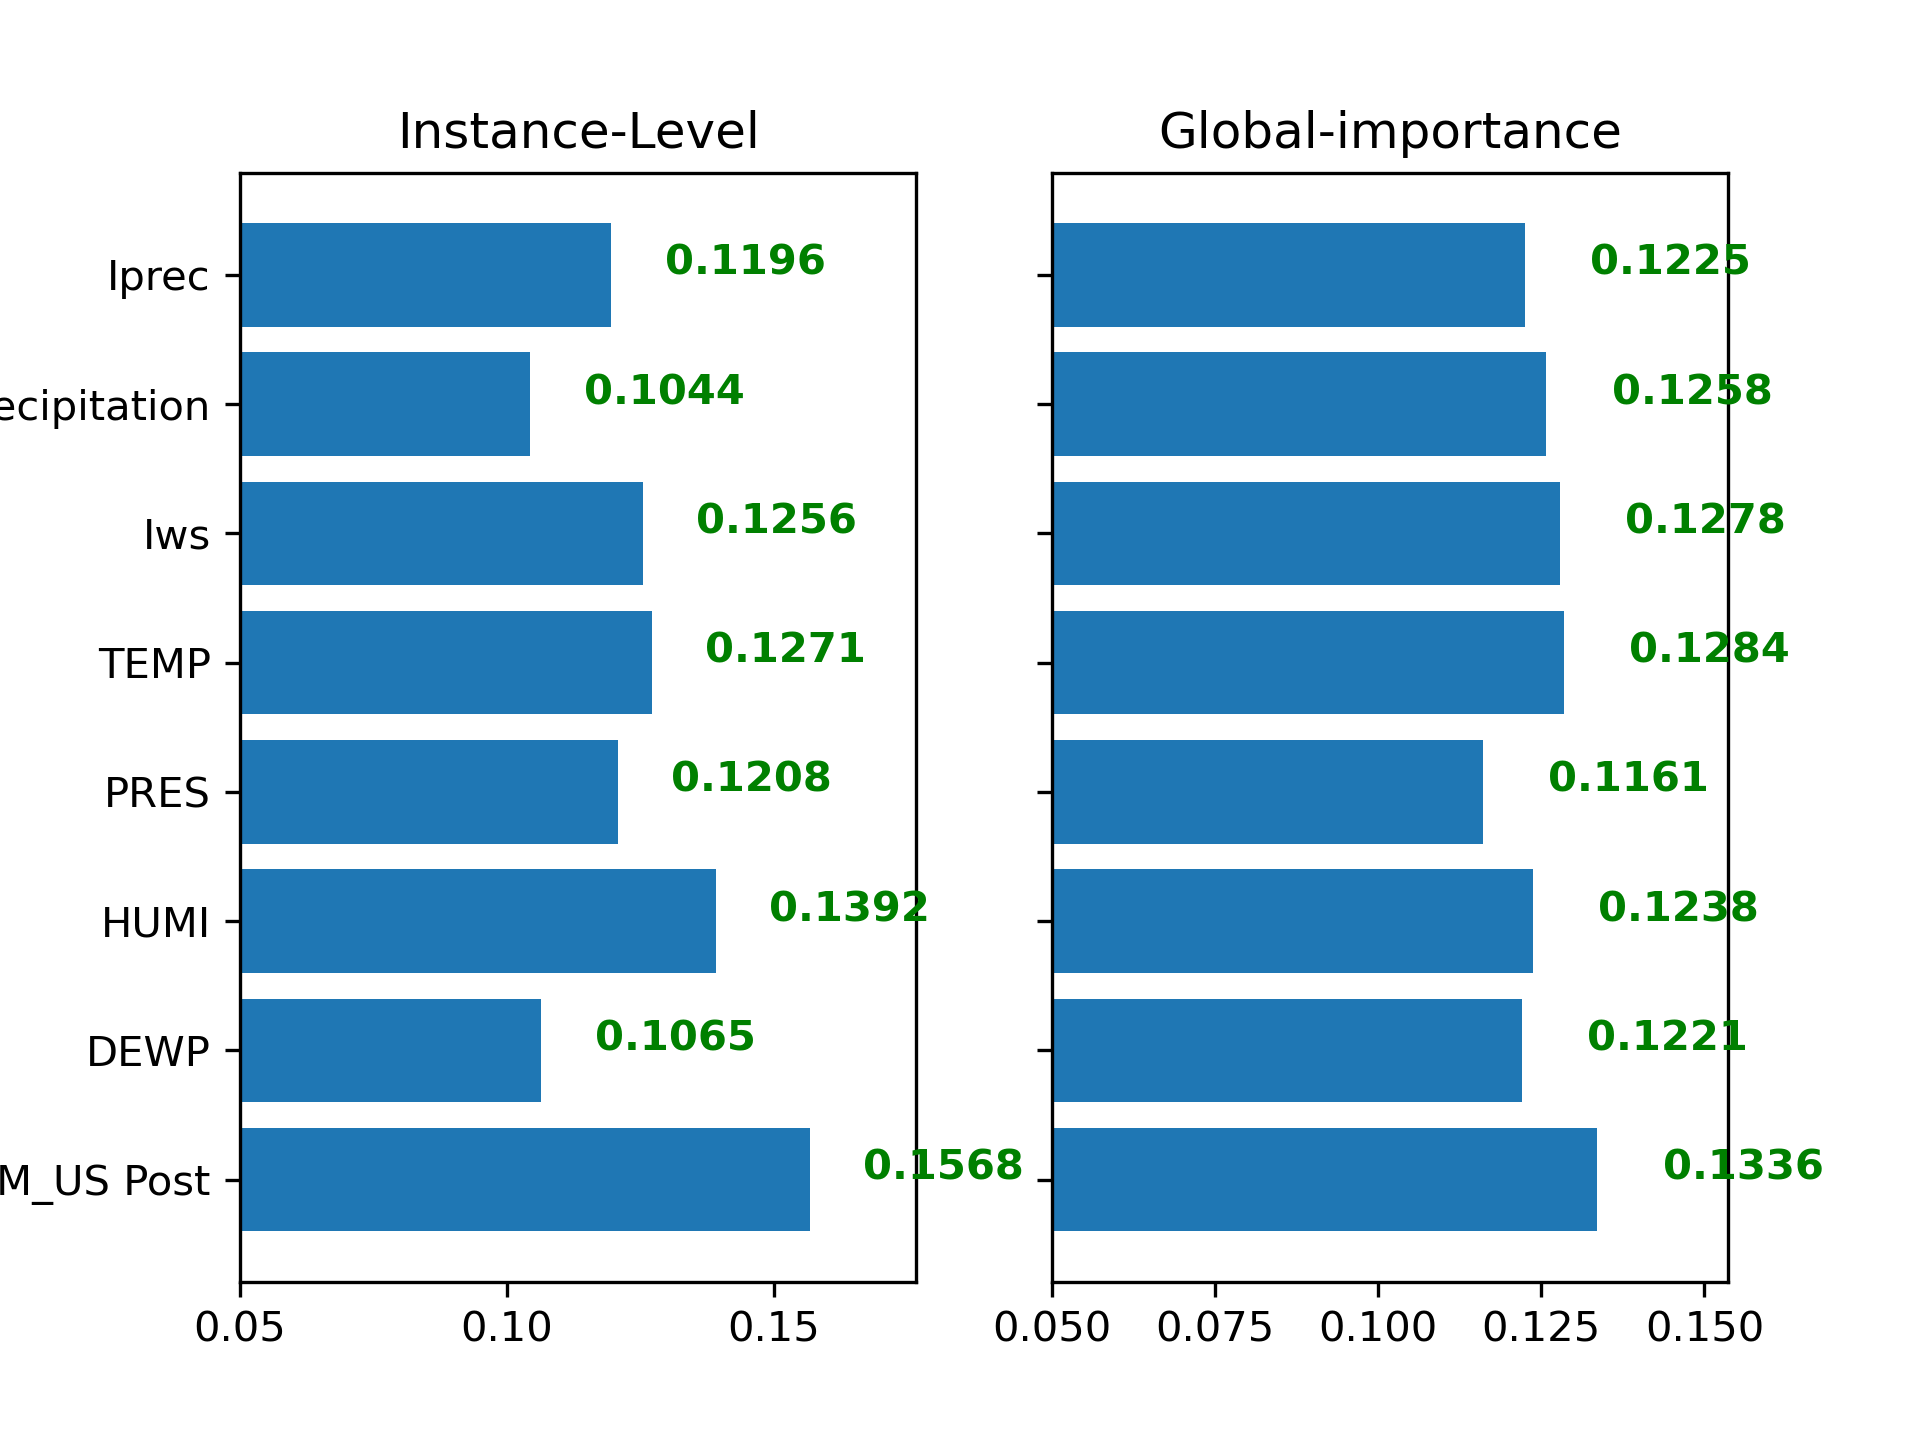 Instance-Level
Iprec
ecipitation
Iws
TEMP
PRES
HUMI
DEWP
M_US Post
0.1196
0.1044
0.1256
0.1271
0.1208
0.1392
0.1065
0.1568
0.05 0.10 0.15
Global-importance
0.1225
0.1258
0.1278
0.1284
0.1161
0.1238
0.1221
0.1336
0.050 0.075 0.100 0.125 0.150